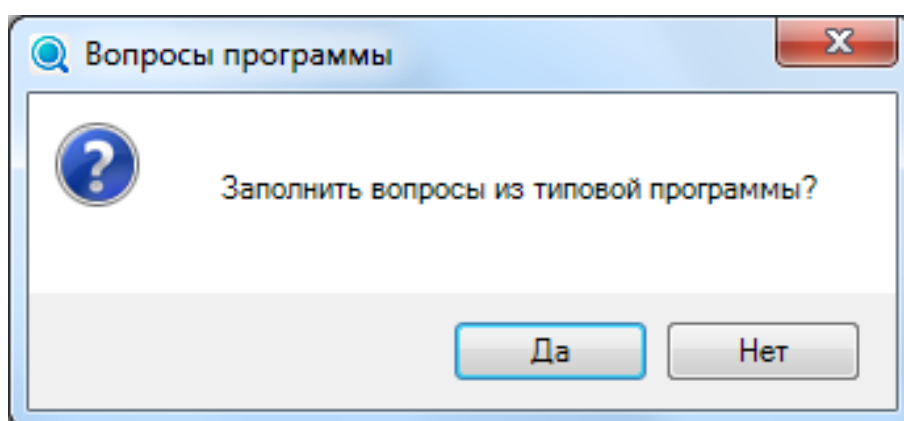 Вопросы программы
Заполнить вопросы из типовой программы?
Да
Нет